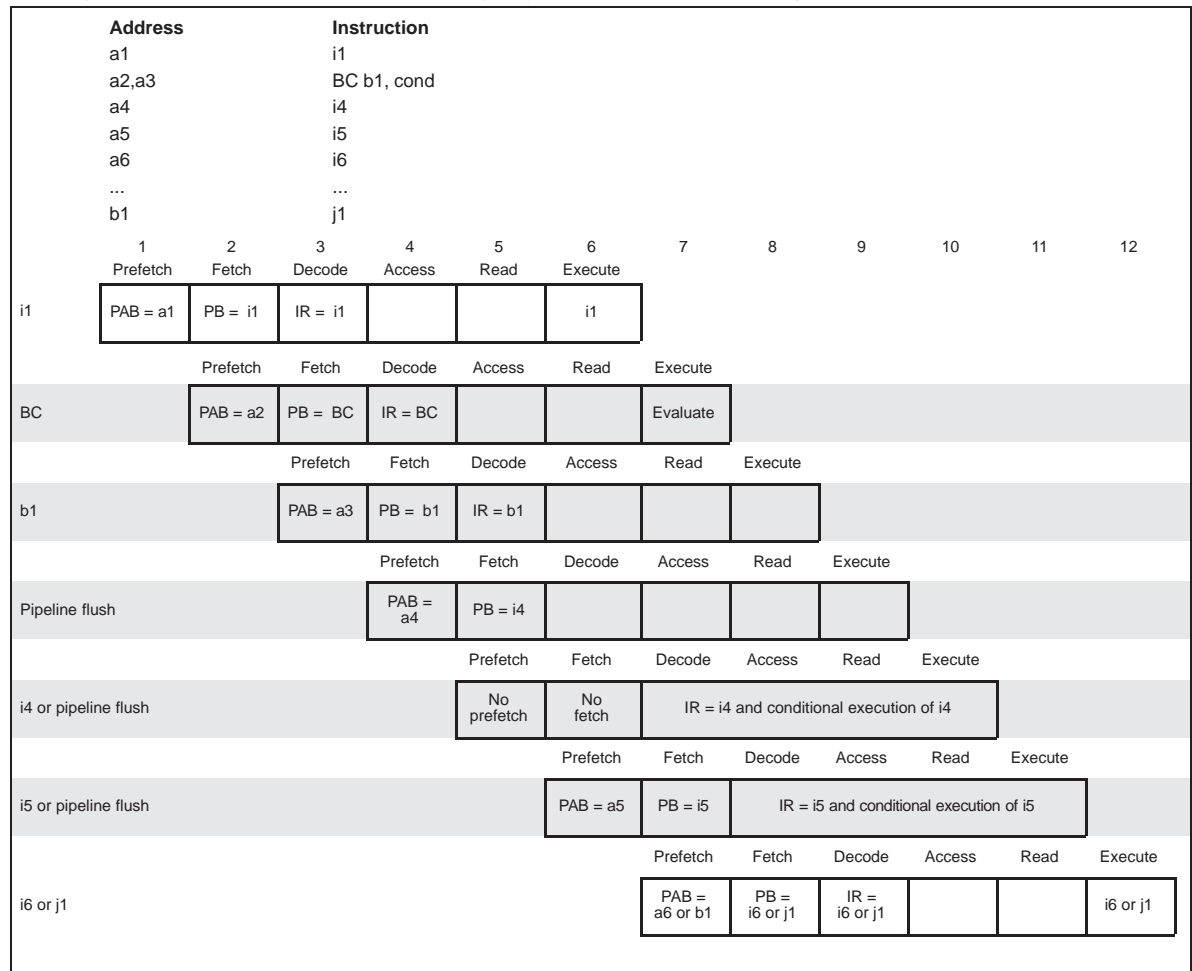 Address Instruction
a1 i1
a2,a3 BC b1, cond
a4 i4
a5 i5
a6 i6
... ...
b1 j1
1 2 3 4 5 6 7 8 9 10 11 12
Prefetch Fetch Decode Access Read Execute
i1 PAB = a1 PB = i1 IR = i1 i1
Prefetch Fetch Decode Access Read Execute
BC PAB = a2 PB = BC IR = BC Evaluate
Prefetch Fetch Decode Access Read Execute
b1 PAB = a3 PB = b1 IR = b1
Prefetch Fetch Decode Access Read Execute
Pipeline flush PAB =
a4 PB = i4
Prefetch Fetch Decode Access Read Execute
i4 or pipeline flush No
prefetch No
fetch IR = i4 and conditional execution of i4
Prefetch Fetch Decode Access Read Execute
i5 or pipeline flush PAB = a5 PB = i5 IR = i5 and conditional execution of i5
Prefetch Fetch Decode Access Read Execute
i6 or j1 PAB =
a6 or b1 PB =
i6 or j1 IR =
i6 or j1 i6 or j1